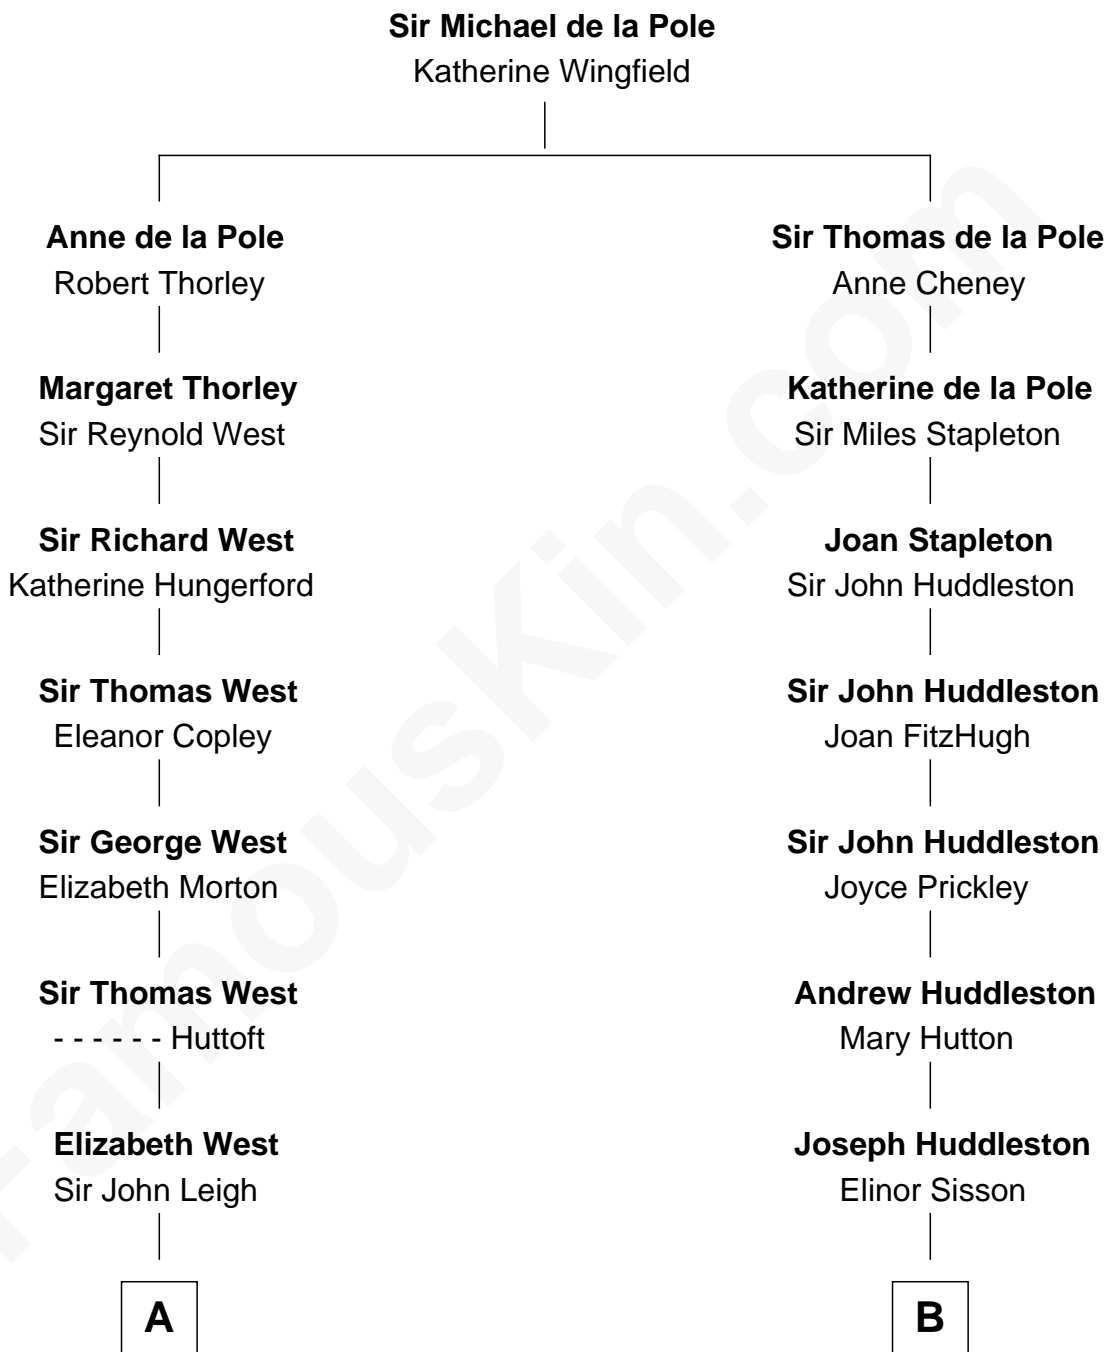 Sir Michael de la Pole
Katherine Wingfield
Anne de la Pole
Robert Thorley
Sir Thomas de la Pole
Anne Cheney
Margaret Thorley
Sir Reynold West
Katherine de la Pole
Sir Miles Stapleton
Sir Richard West
Katherine Hungerford
Joan Stapleton
Sir John Huddleston
Sir Thomas West
Eleanor Copley
Sir John Huddleston
Joan FitzHugh
Sir George West
Elizabeth Morton
Sir John Huddleston
Joyce Prickley
Sir Thomas West
- - - - - - Huttoft
Andrew Huddleston
Mary Hutton
Elizabeth West
Sir John Leigh
Joseph Huddleston
Elinor Sisson
A
B
FamousKin.com